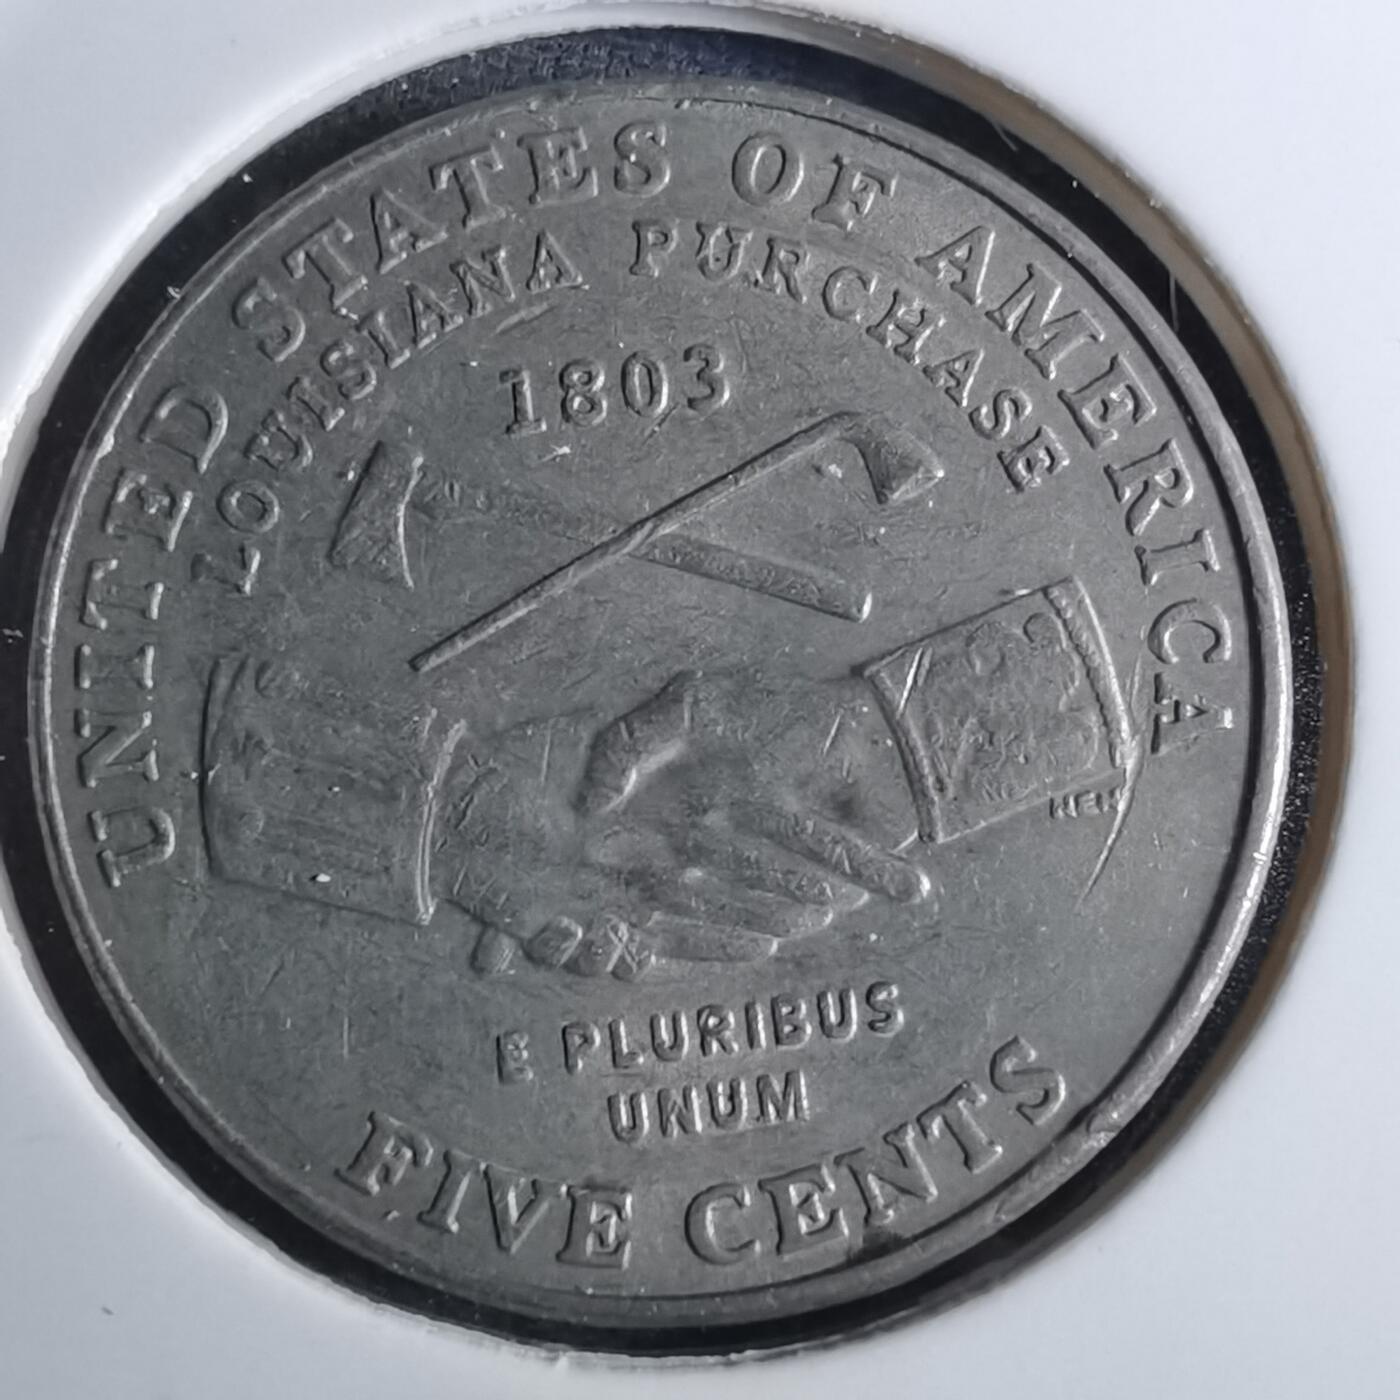 UNITED STATES OF AMERICA
LOUISIANA PURCHASE
1803
E PLURIBUS
UNUM
FIVE CENTS